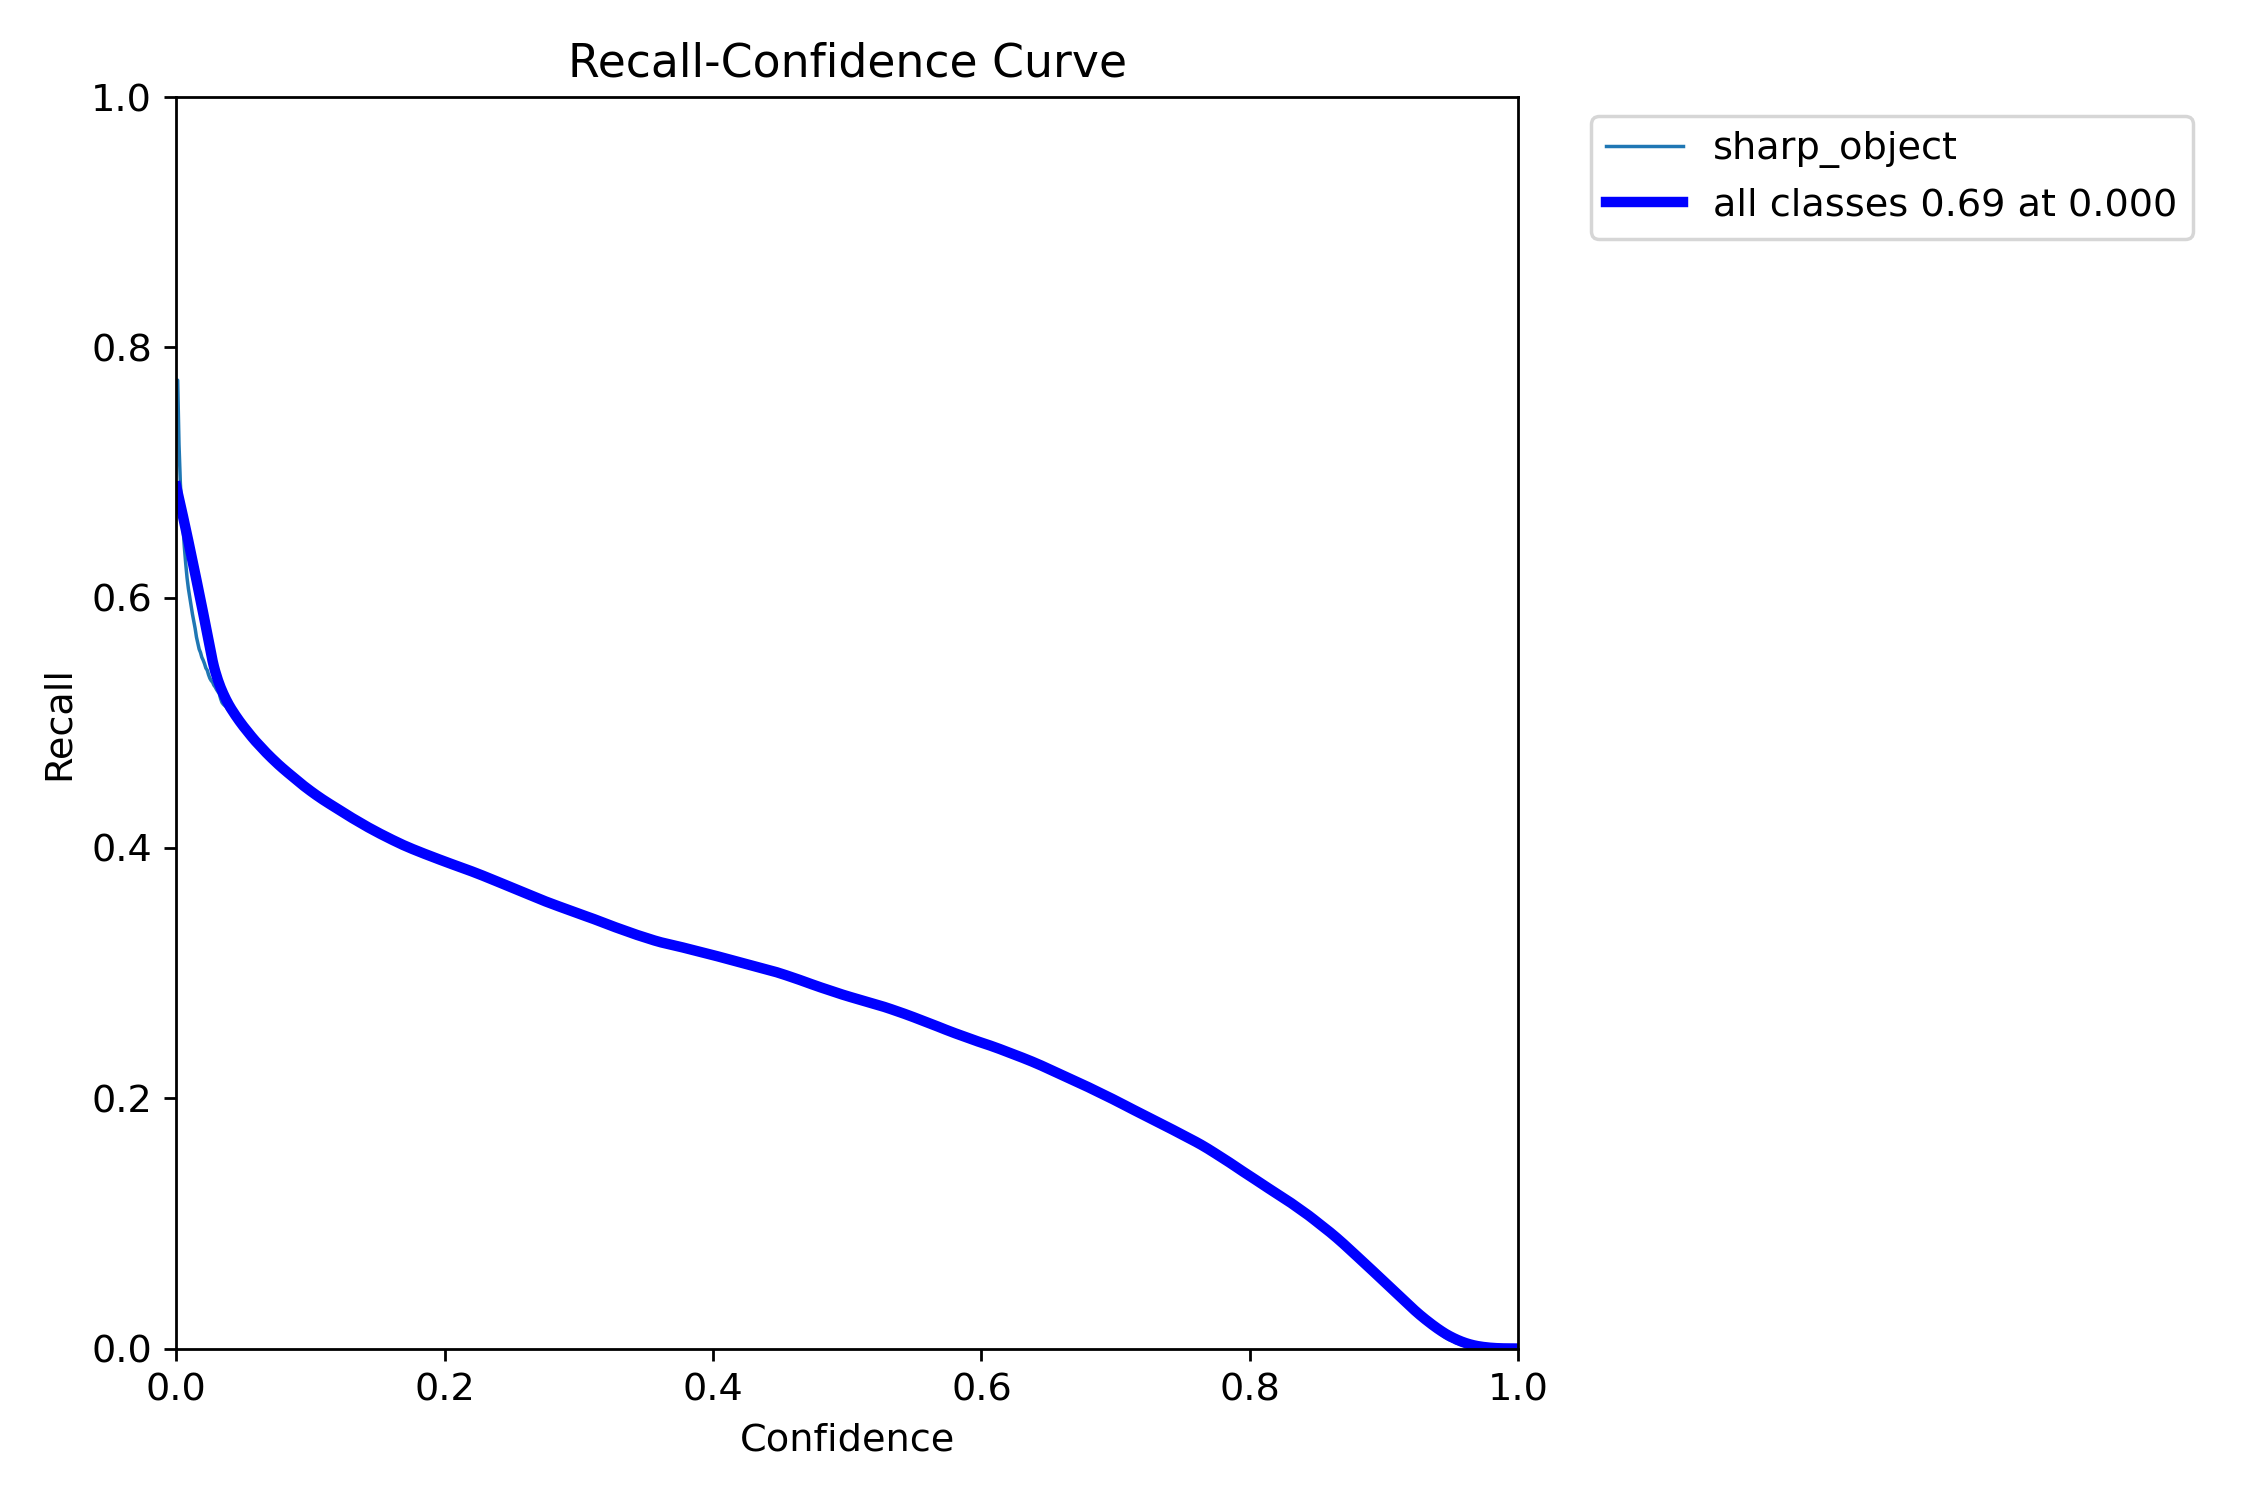 Recall-Confidence Curve
1.0
0.8
0.6
0.4
0.2
0.0
Recall
0.0 0.2 0.4 0.6 0.8 1.0
Confidence
sharp_object
all classes 0.69 at 0.000